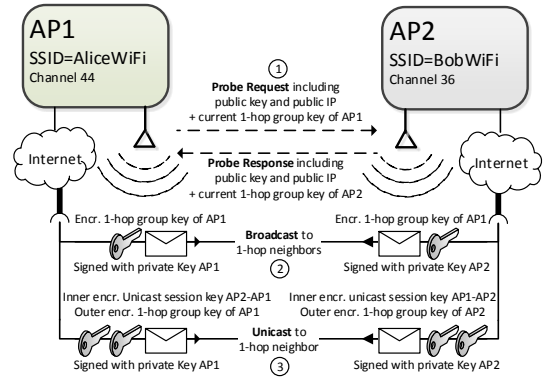 AP1
SSID=AliceWiFi
Channel 44
AP2
SSID=BobWiFi
Channel 36
1
Probe Request including
public key and public IP
+ current 1-hop group key of AP1
Probe Response including
public key and public IP
+ current 1-hop group key of AP2
Internet
Internet
Encr. 1-hop group key of AP1
Encr. 1-hop group key of AP1
Broadcast to
1-hop neighbors
2
Signed with private Key AP1
Signed with private Key AP2
Inner encr. Unicast session key AP2-AP1
Outer encr. 1-hop group key of AP1
Inner encr. unicast session key AP1-AP2
Outer encr. 1-hop group key of AP2
Unicast to
1-hop neighbor
3
Signed with private Key AP1
Signed with private Key AP2